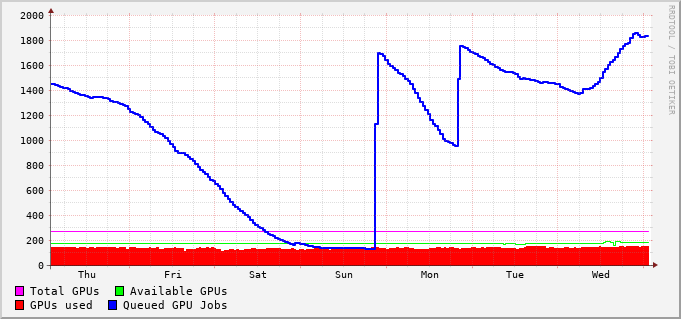 2000
1800
1600
1400
1200
1000
800
600
400
200
0
Thu Fri Sat Sun Mon Tue Wed
Total GPUs Available GPUs
GPUs used Queued GPU Jobs
RRDTOOL / TOBI OETIKER